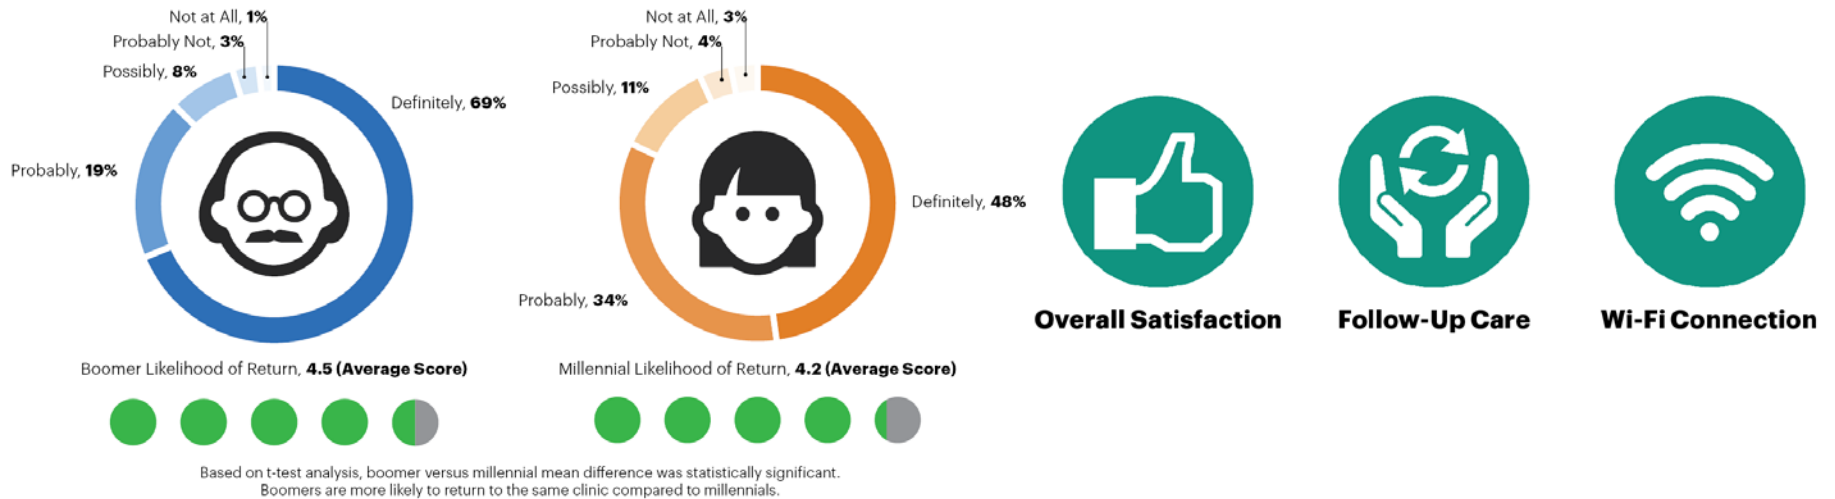 Not at All, 1%
Probably Not, 3%
Possibly, 8%
Definitely, 69%
Probably, 19%
Boomer Likelihood of Return, 4.5 (Average Score)
Not at All, 3%
Probably Not, 4%
Possibly, 11%
Definitely, 48%
Probably, 34%
Millennial Likelihood of Return, 4.2 (Average Score)
Based on t-test analysis, boomer versus millennial mean difference was statistically significant.
Boomers are more likely to return to the same clinic compared to millennials.
Overall Satisfaction
Follow-Up Care
Wi-Fi Connection